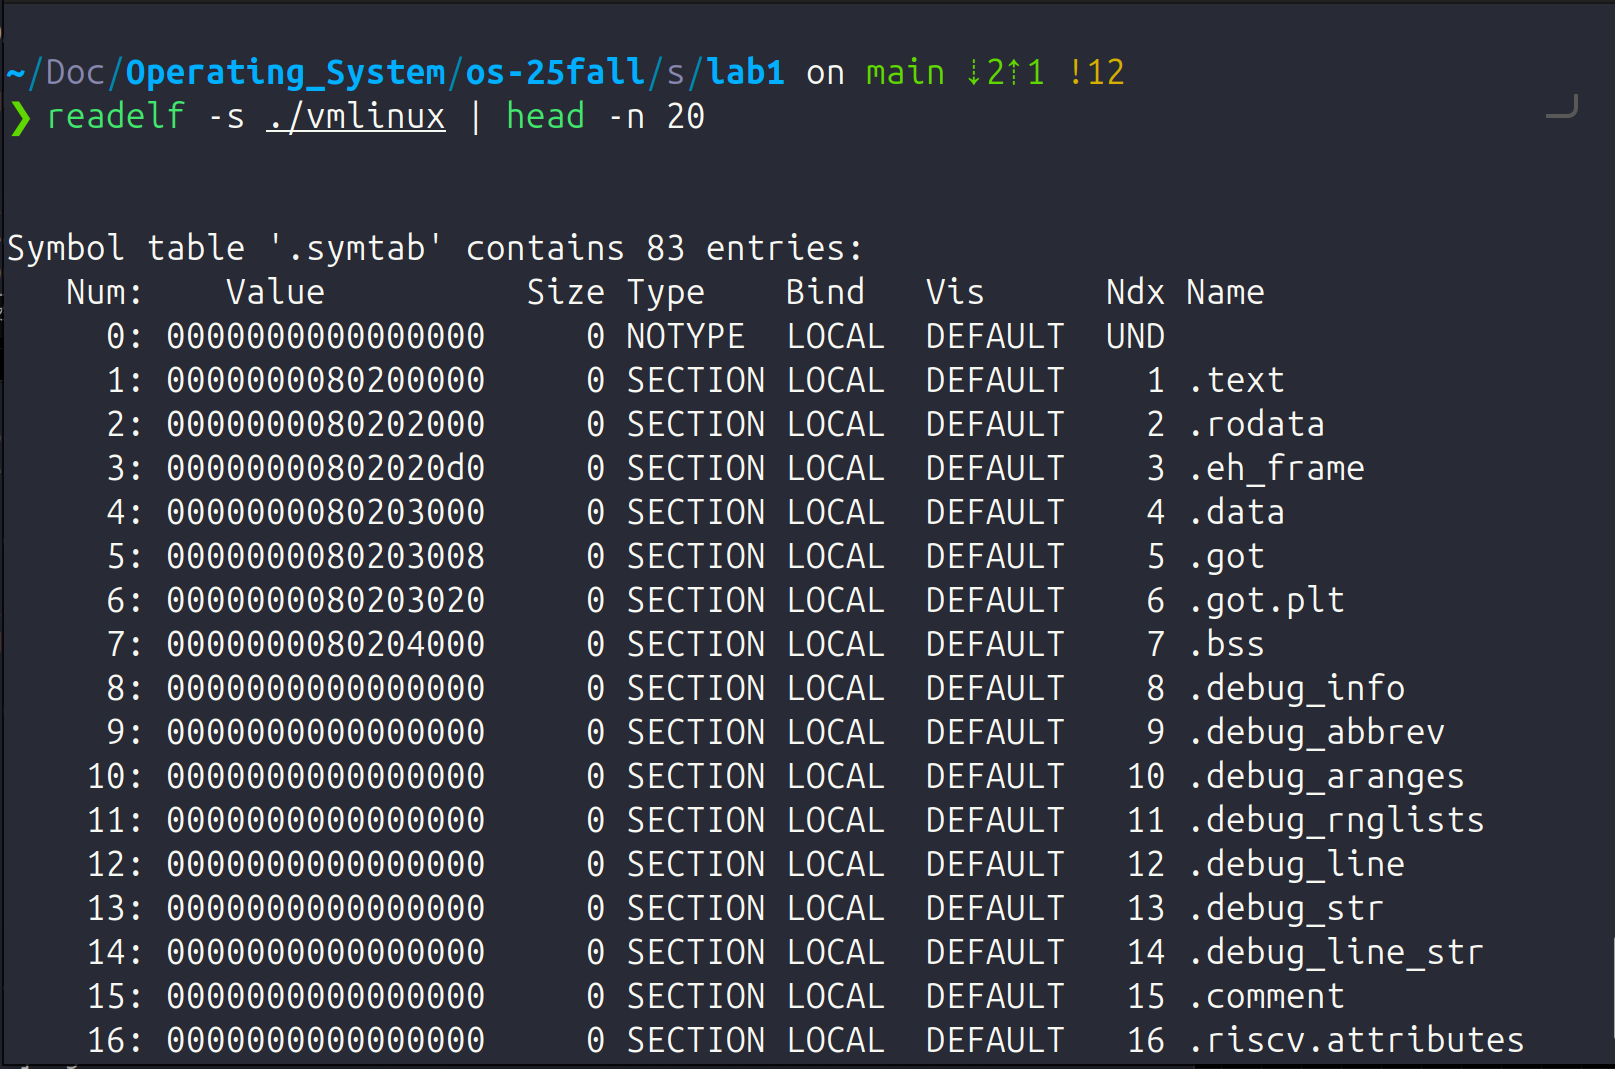 ~/Doc/Operating_System/os-25fall/s/lab1 on main ⇣2⇡1 !12
❯ readelf -s ./vmlinux | head -n 20
Symbol table '.symtab' contains 83 entries:
   Num:    Value          Size Type    Bind   Vis      Ndx Name
     0: 0000000000000000     0 NOTYPE  LOCAL  DEFAULT  UND
     1: 0000000080200000     0 SECTION LOCAL  DEFAULT    1 .text
     2: 0000000080202000     0 SECTION LOCAL  DEFAULT    2 .rodata
     3: 00000000802020d0     0 SECTION LOCAL  DEFAULT    3 .eh_frame
     4: 0000000080203000     0 SECTION LOCAL  DEFAULT    4 .data
     5: 0000000080203008     0 SECTION LOCAL  DEFAULT    5 .got
     6: 0000000080203020     0 SECTION LOCAL  DEFAULT    6 .got.plt
     7: 0000000080204000     0 SECTION LOCAL  DEFAULT    7 .bss
     8: 0000000000000000     0 SECTION LOCAL  DEFAULT    8 .debug_info
     9: 0000000000000000     0 SECTION LOCAL  DEFAULT    9 .debug_abbrev
    10: 0000000000000000     0 SECTION LOCAL  DEFAULT   10 .debug_aranges
    11: 0000000000000000     0 SECTION LOCAL  DEFAULT   11 .debug_rnglists
    12: 0000000000000000     0 SECTION LOCAL  DEFAULT   12 .debug_line
    13: 0000000000000000     0 SECTION LOCAL  DEFAULT   13 .debug_str
    14: 0000000000000000     0 SECTION LOCAL  DEFAULT   14 .debug_line_str
    15: 0000000000000000     0 SECTION LOCAL  DEFAULT   15 .comment
    16: 0000000000000000     0 SECTION LOCAL  DEFAULT   16 .riscv.attributes